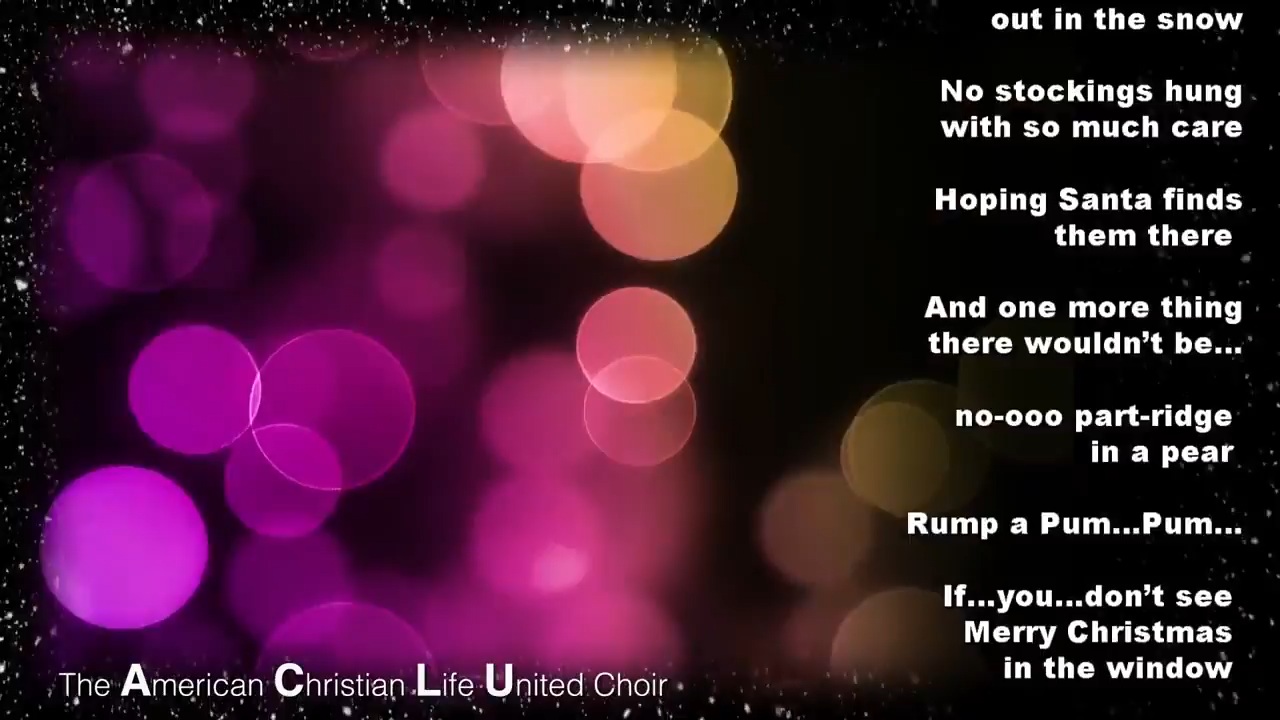 out in the snow
No stockings hung
with so much care
Hoping Santa finds
them there
And one more thing
there wouldn't be...
no-ooo part-ridge
in a pear
Rump a Pum...Pum...
If...you...don't see
Merry Christmas
in the window
The American Christian Life United Choir